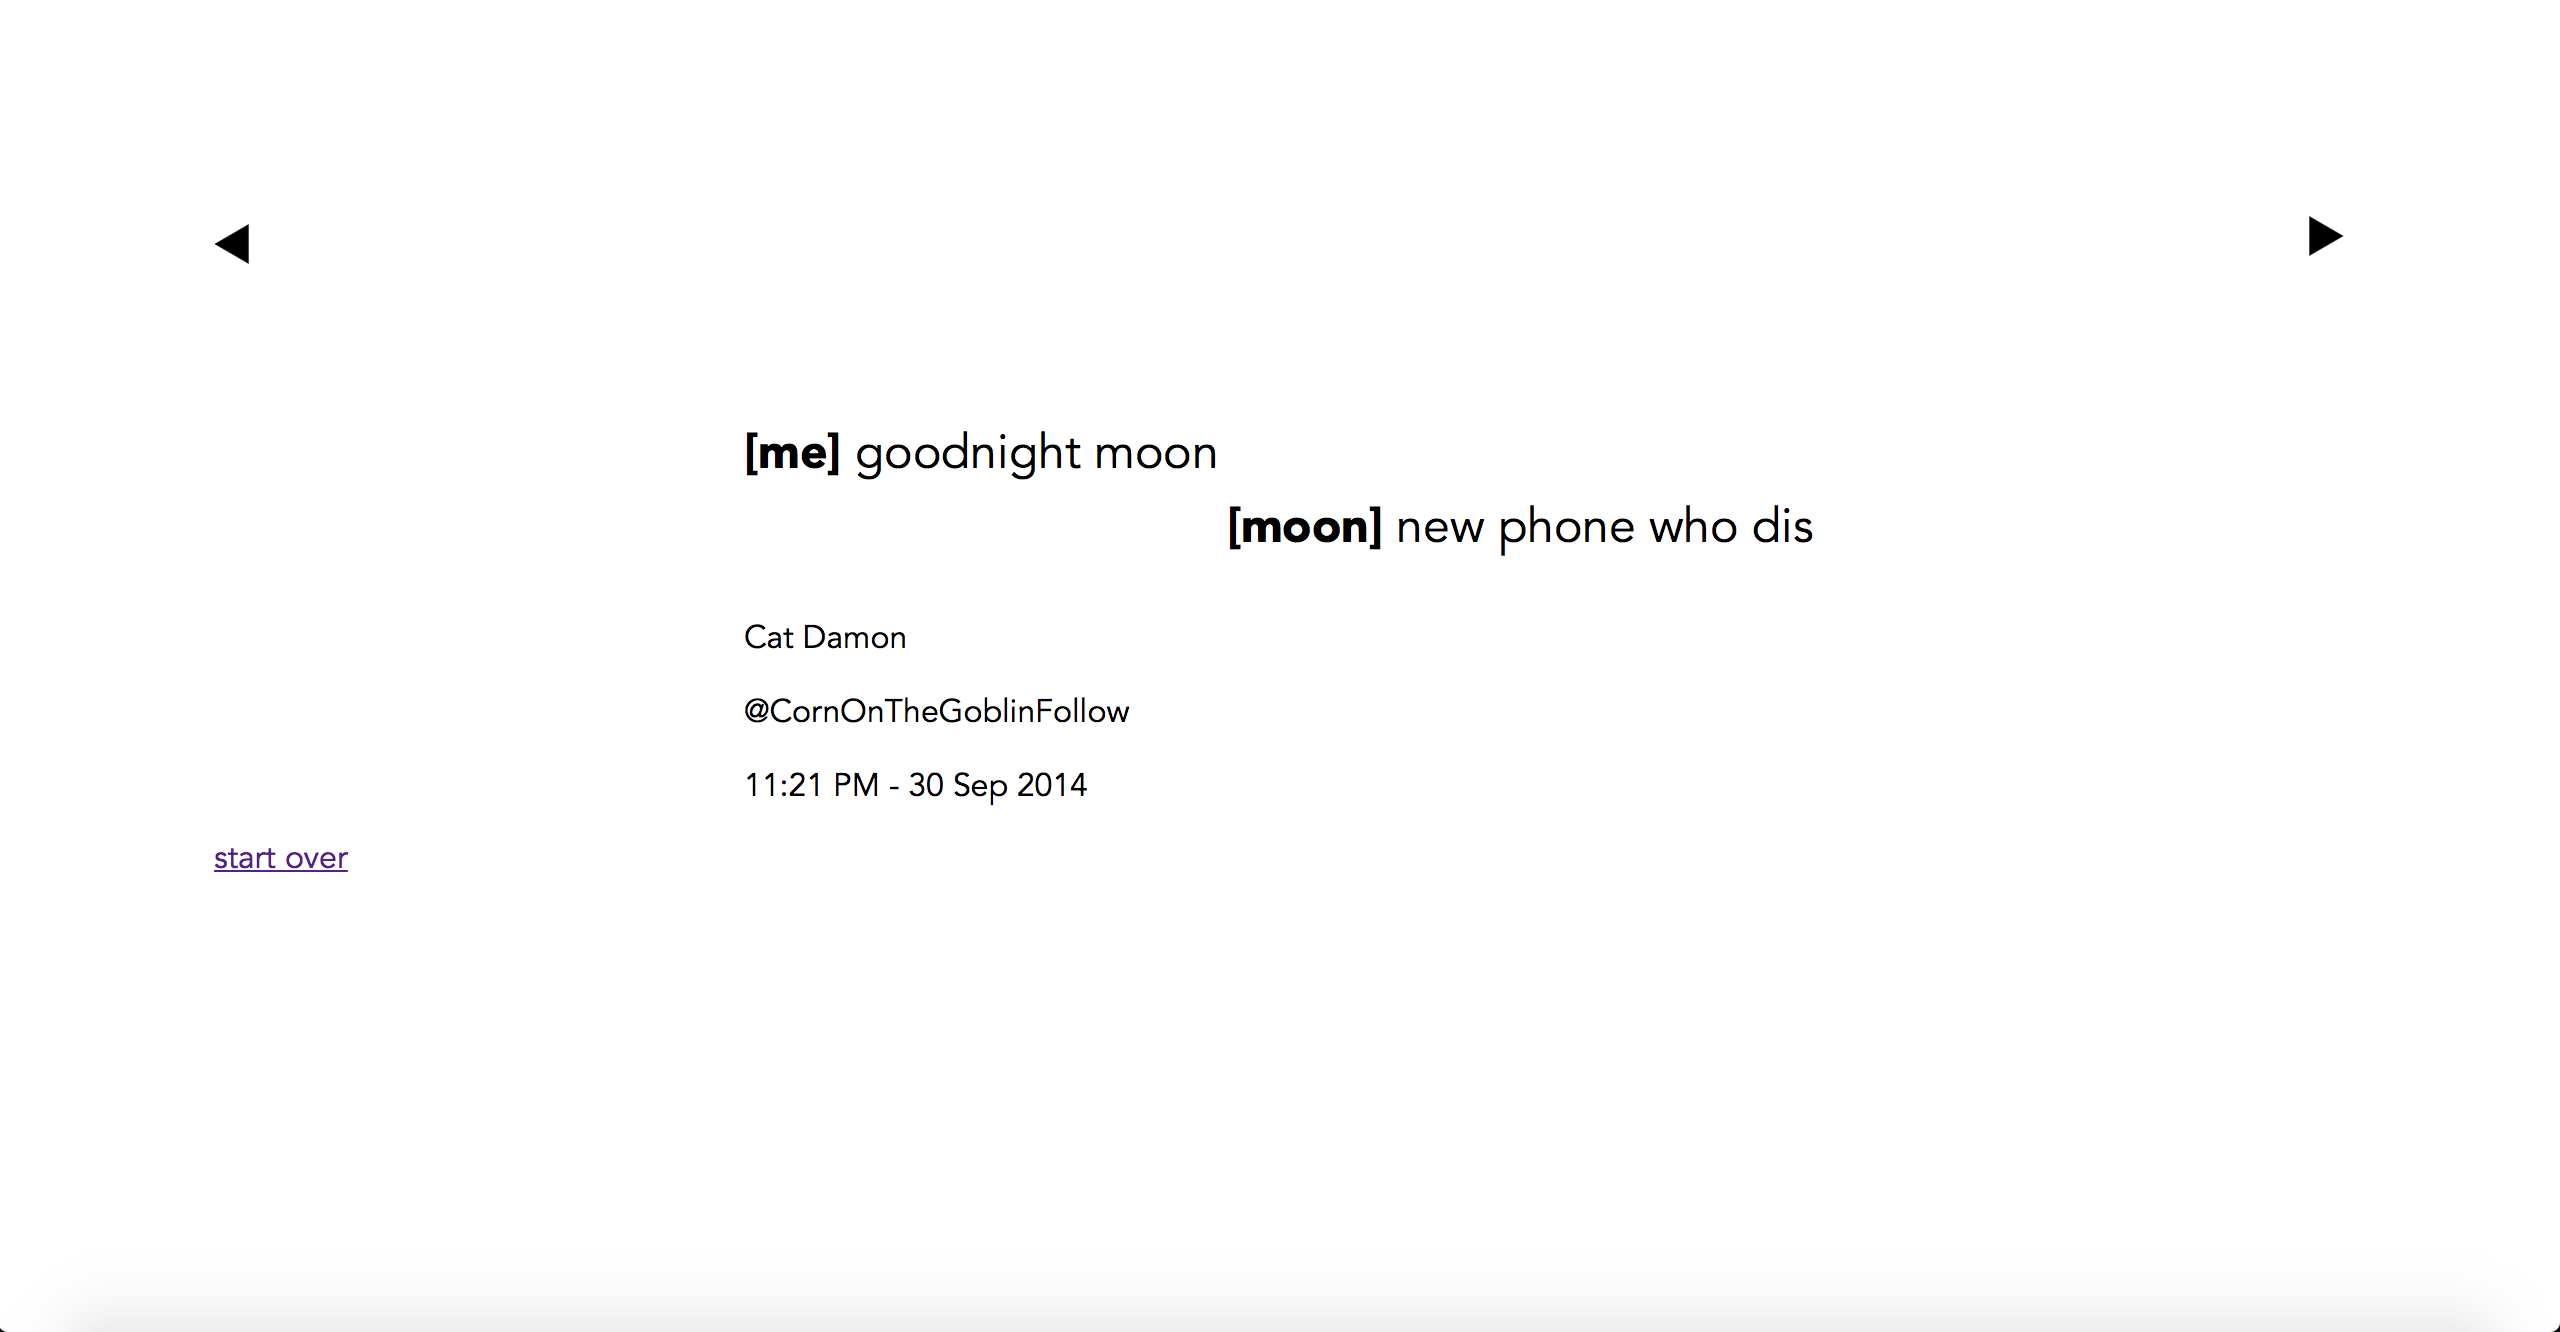 [me] goodnight moon
[moon] new phone who dis
Cat Damon
@CornOnTheGoblinFollow
11:21 PM - 30 Sep 2014
start over